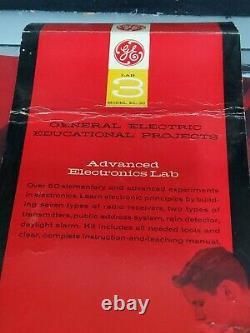 GE
LAB
3
GENERAL ELECTRIC
EDUCATIONAL PROJECTS
Advanced
Electronics Lab
Over 60 elementary and advanced experiments
in electronics. Learn electronic principles by build-
ing seven types of radio receivers, two types of
transmitters, public address system, rain detector,
daylight alarm. Kit includes all needed tools and
clear, complete instruction-and-teaching manual.